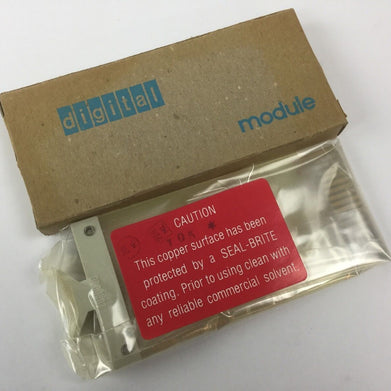 digital
module
CAUTION
This copper surface has been
protected by a SEAL-BRITE
coating. Prior to using clean with
any reliable commercial solvent.